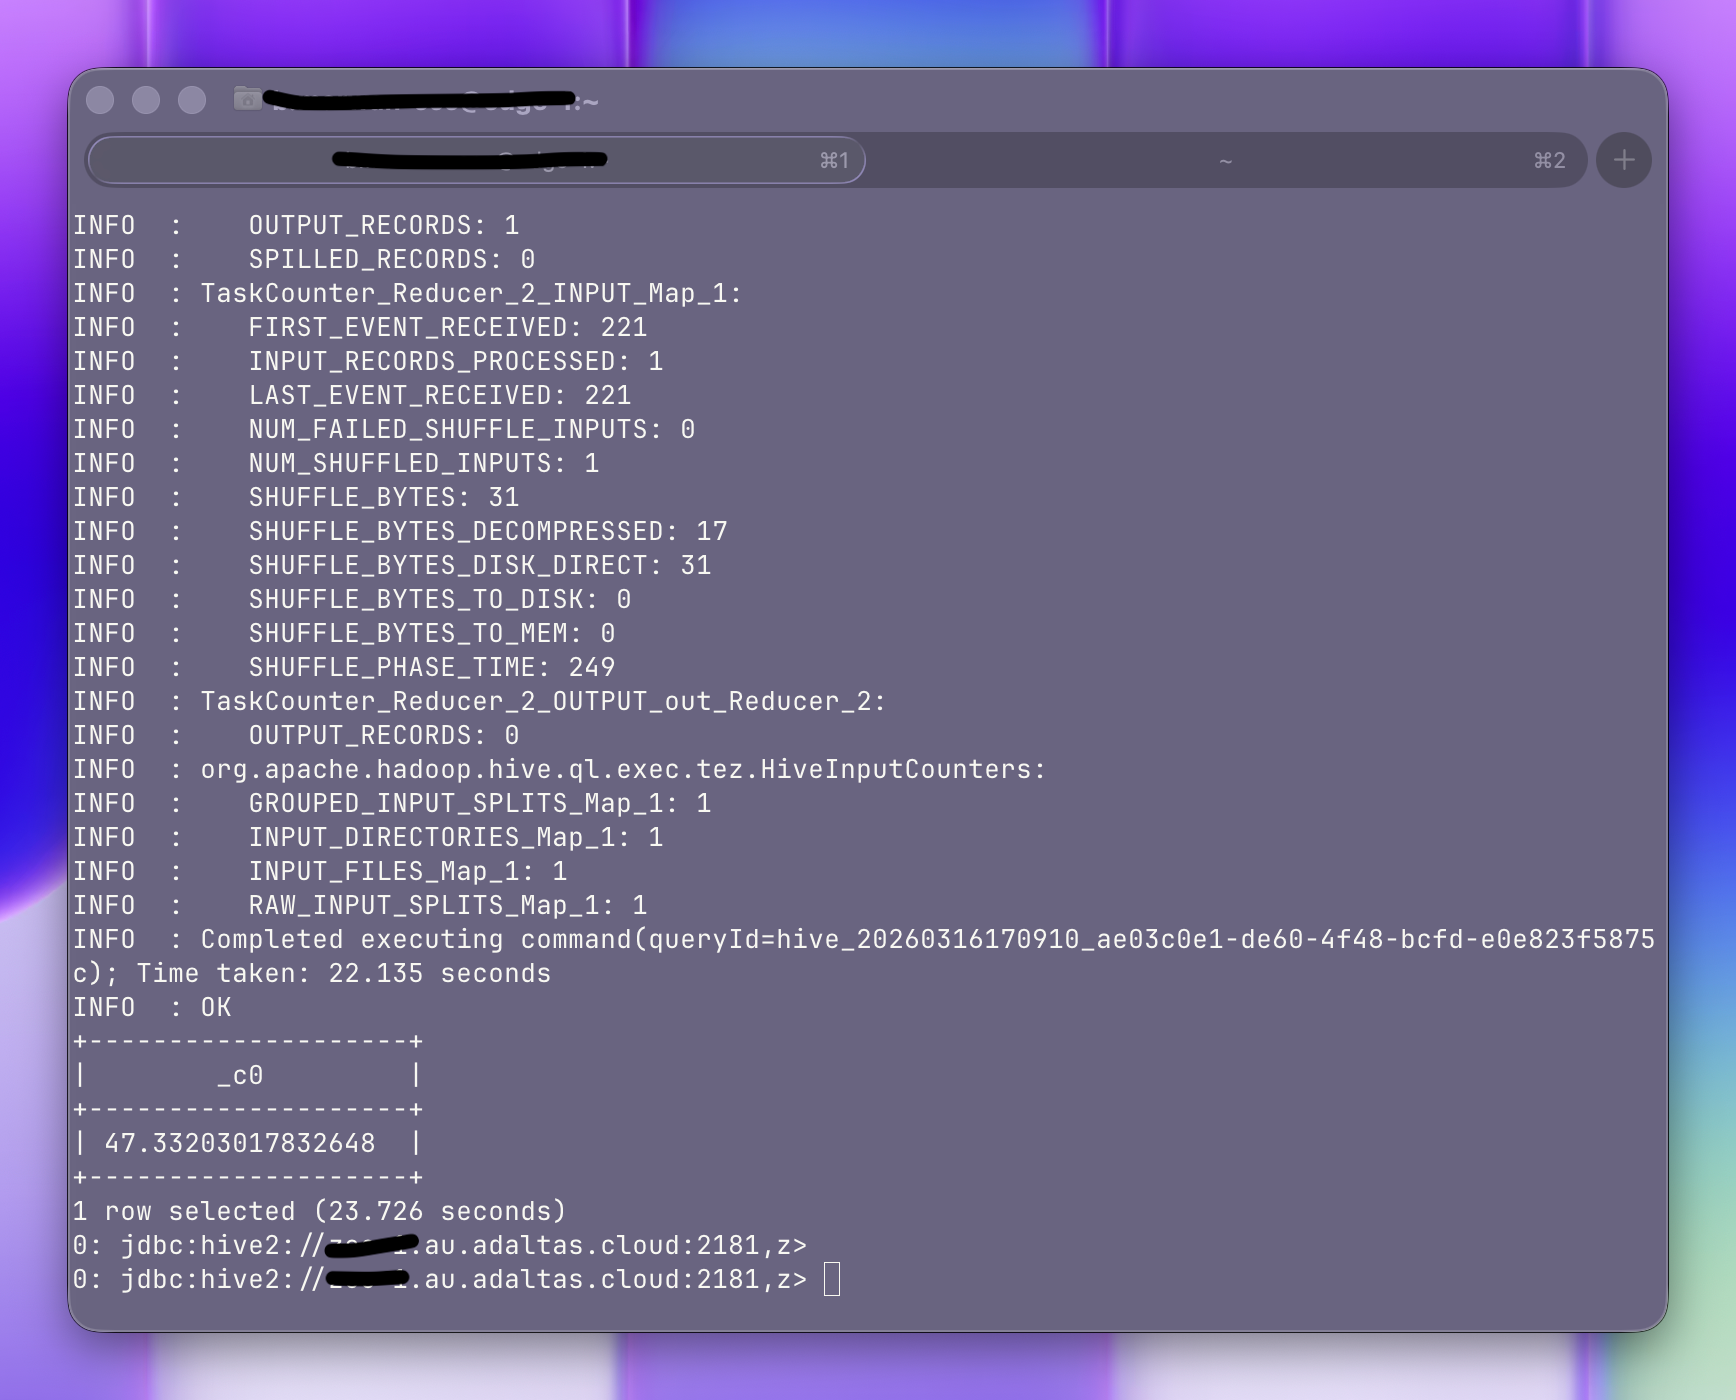 :~
⌘1 ~ ⌘2 +
INFO  :    OUTPUT_RECORDS: 1
INFO  :    SPILLED_RECORDS: 0
INFO  : TaskCounter_Reducer_2_INPUT_Map_1:
INFO  :    FIRST_EVENT_RECEIVED: 221
INFO  :    INPUT_RECORDS_PROCESSED: 1
INFO  :    LAST_EVENT_RECEIVED: 221
INFO  :    NUM_FAILED_SHUFFLE_INPUTS: 0
INFO  :    NUM_SHUFFLED_INPUTS: 1
INFO  :    SHUFFLE_BYTES: 31
INFO  :    SHUFFLE_BYTES_DECOMPRESSED: 17
INFO  :    SHUFFLE_BYTES_DISK_DIRECT: 31
INFO  :    SHUFFLE_BYTES_TO_DISK: 0
INFO  :    SHUFFLE_BYTES_TO_MEM: 0
INFO  :    SHUFFLE_PHASE_TIME: 249
INFO  : TaskCounter_Reducer_2_OUTPUT_out_Reducer_2:
INFO  :    OUTPUT_RECORDS: 0
INFO  : org.apache.hadoop.hive.ql.exec.tez.HiveInputCounters:
INFO  :    GROUPED_INPUT_SPLITS_Map_1: 1
INFO  :    INPUT_DIRECTORIES_Map_1: 1
INFO  :    INPUT_FILES_Map_1: 1
INFO  :    RAW_INPUT_SPLITS_Map_1: 1
INFO  : Completed executing command(queryId=hive_20260316170910_ae03c0e1-de60-4f48-bcfd-e0e823f5875
c); Time taken: 22.135 seconds
INFO  : OK
+--------------------+
|        _c0         |
+--------------------+
| 47.33203017832648  |
+--------------------+
1 row selected (23.726 seconds)
0: jdbc:hive2://.au.adaltas.cloud:2181,z>
0: jdbc:hive2://.au.adaltas.cloud:2181,z>